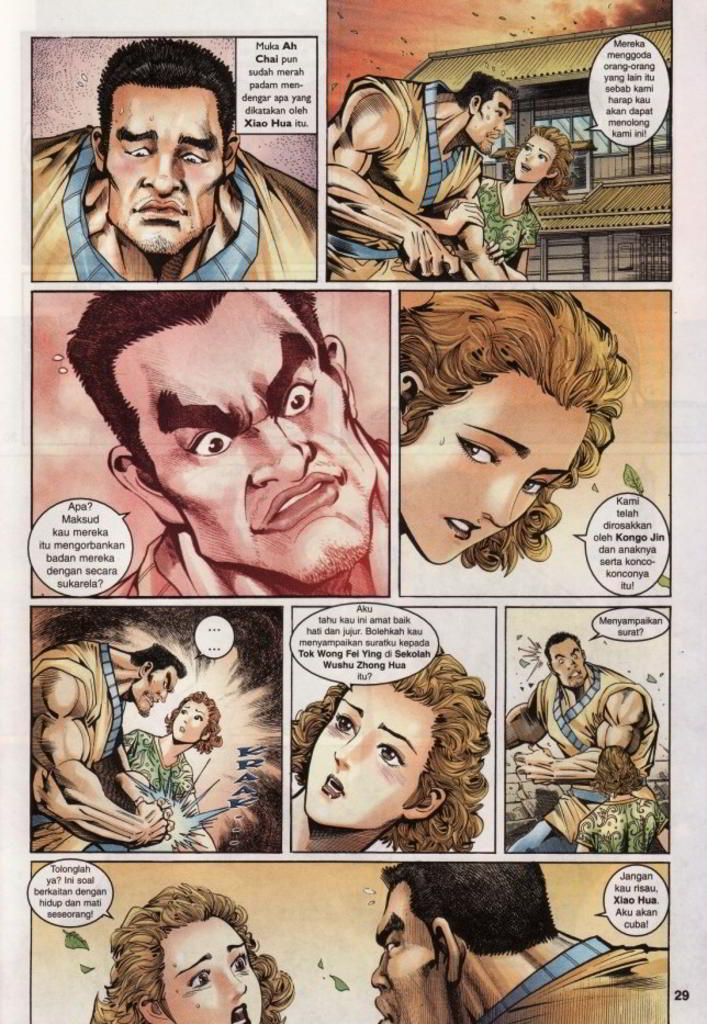 Muka Ah
Chai pun
sudah merah
padam men-
dengar apa yang
dikatakan oleh
Xiao Hua itu.
Mereka
menggoda
orang-orang
yang lain itu
sebab kami
harap kau
akan dapat
menolong
kami ini!
Apa?
Maksud
kau mereka
itu mengorbankan
badan mereka
dengan secara
sukarela?
Kami
telah
dirosakkan
oleh Kongo Jin
dan anaknya
serta konco-
konconya
itu!
...
...
KRAAK
Aku
tahu kau ini amat baik
hati dan jujur. Bolehkah kau
menyampaikan suratku kepada
Tok Wong Fei Ying di Sekolah
Wushu Zhong Hua
itu?
Menyampaikan
surat?
Tolonglah
ya? Ini soal
berkaitan dengan
hidup dan mati
seseorang!
Jangan
kau risau,
Xiao Hua.
Aku akan
cuba!
29